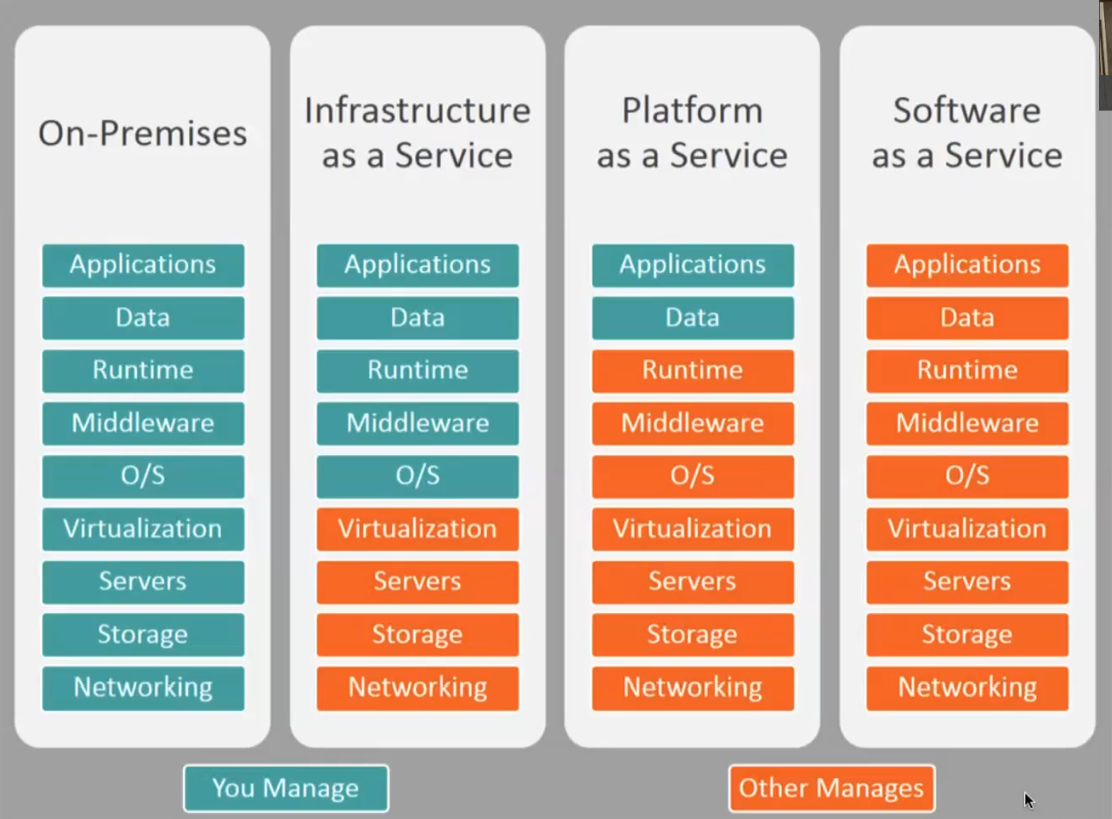 On-Premises
Applications
Data
Runtime
Middleware
O/S
Virtualization
Servers
Storage
Networking
Infrastructure
as a Service
Applications
Data
Runtime
Middleware
O/S
Virtualization
Servers
Storage
Networking
Platform
as a Service
Applications
Data
Runtime
Middleware
O/S
Virtualization
Servers
Storage
Networking
Software
as a Service
Applications
Data
Runtime
Middleware
O/S
Virtualization
Servers
Storage
Networking
You Manage
Other Manages